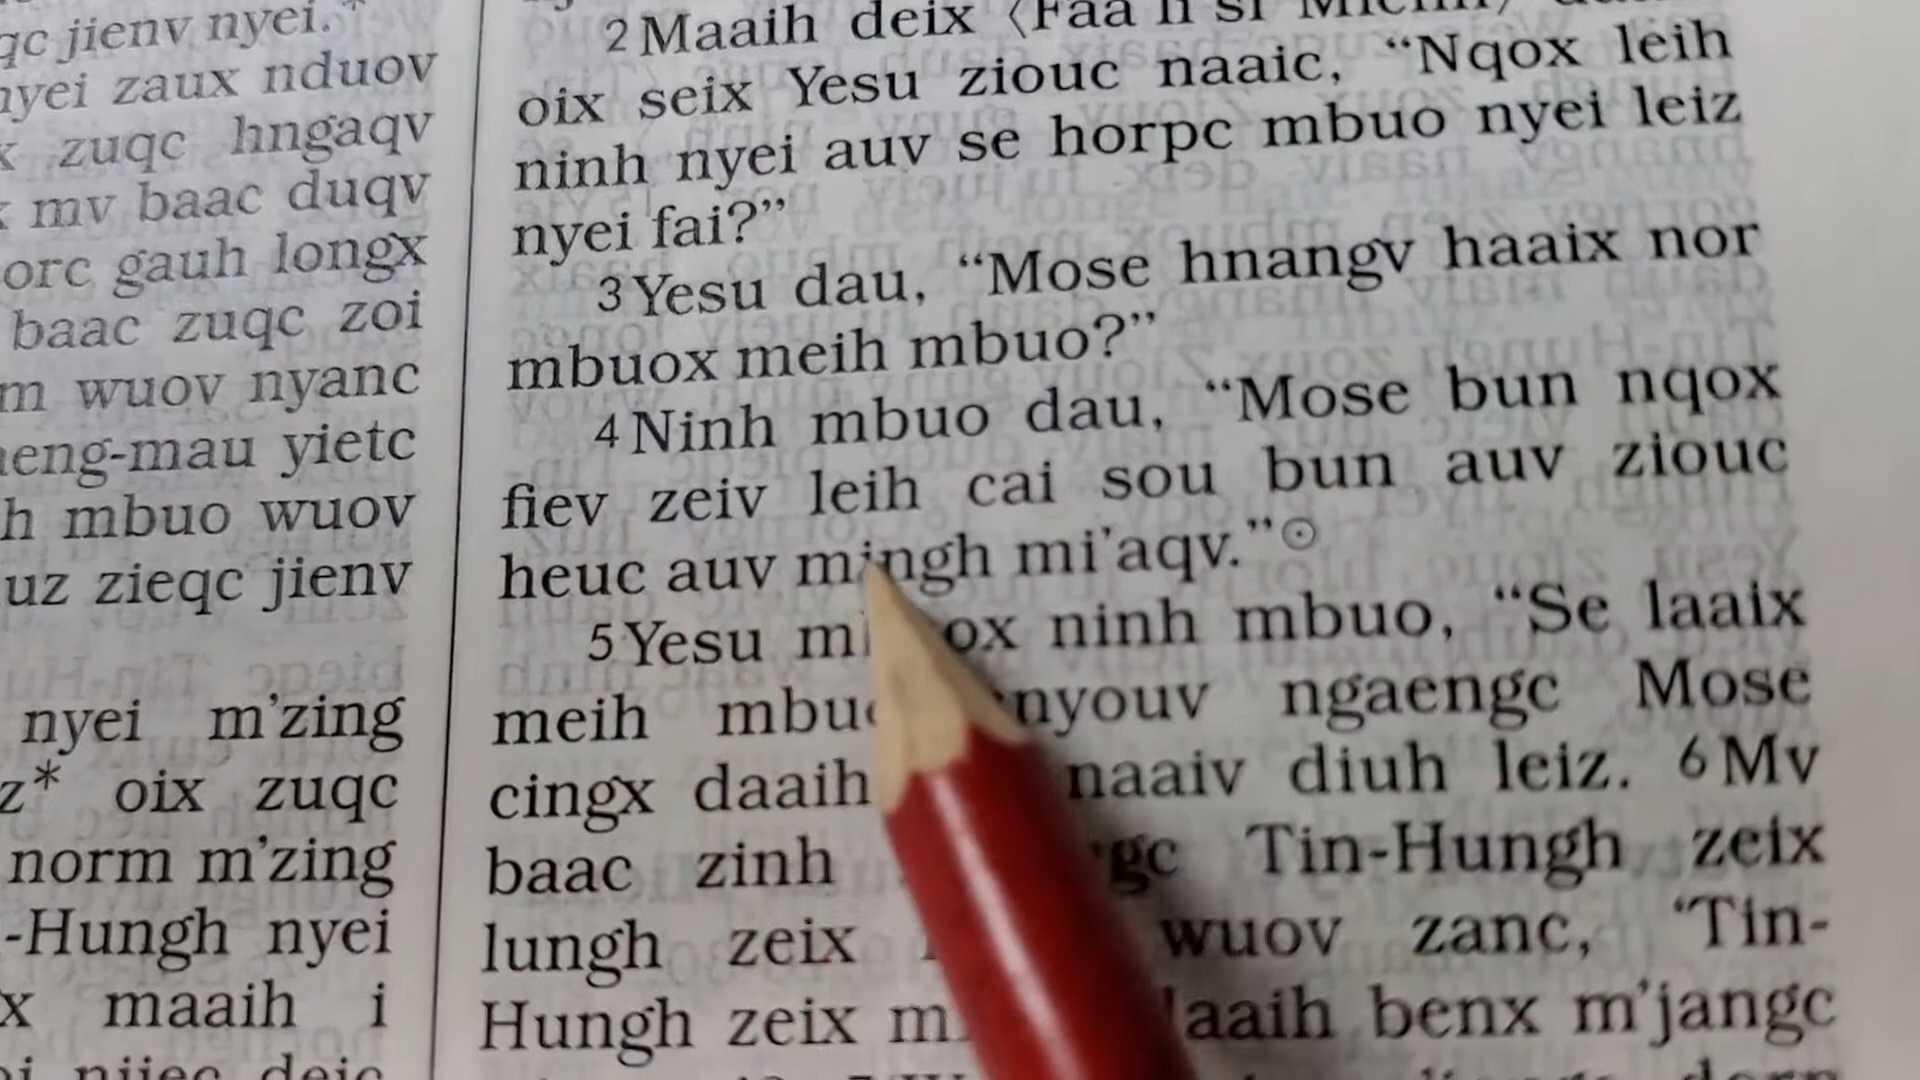 qc jienv nyei.*
nyei zaux nduov
zuqc hngaqv
mv baac duqv
orc gauh longx
baac zuqc zoi
m wuov nyanc
aeng-mau yietc
h mbuo wuov
uz zieqc jienv
nyei m’zing
z* oix zuqc
norm m’zing
-Hungh nyei
x maaih i
2 Maaih deix ⟨Faa li si Mienh⟩
oix seix Yesu ziouc naaic, “Nqox leih
ninh nyei auv se horpc mbuo nyei leiz
nyei fai?”
3 Yesu dau, “Mose hnangv haaix nor
mbuox meih mbuo?”
4 Ninh mbuo dau, “Mose bun nqox
fiev zeiv leih cai sou bun auv ziouc
heuc auv mingh mi’aqv.”⊙
5 Yesu ninh mbuo, “Se laaix
meih nyouv ngaengc Mose
cingx daaih naaiv diuh leiz. 6 Mv
baac zinh Tin-Hungh zeix
lungh zeix wuov zanc, ‘Tin-
Hungh zeix benx m’jangc